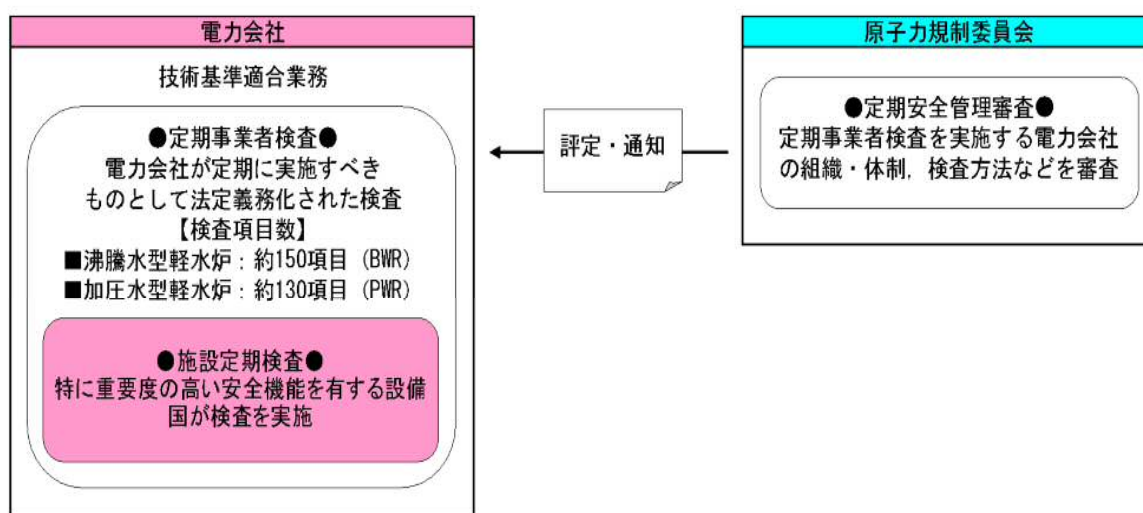 電力会社
技術基準適合業務
●定期事業者検査●
電力会社が定期に実施すべき
ものとして法定義務化された検査
【検査項目数】
■沸騰水型軽水炉：約150項目（BWR）
■加圧水型軽水炉：約130項目（PWR）
●施設定期検査●
特に重要度の高い安全機能を有する設備
国が検査を実施
評定・通知
原子力規制委員会
●定期安全管理審査●
定期事業者検査を実施する電力会社
の組織・体制，検査方法などを審査